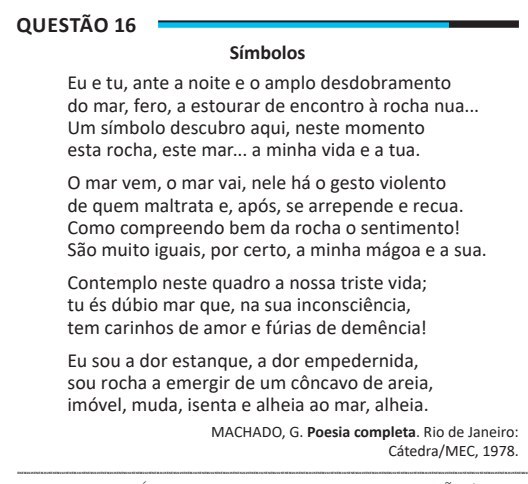 QUESTÃO 16
Símbolos
Eu e tu, ante a noite e o amplo desdobramento
do mar, fero, a estourar de encontro à rocha nua...
Um símbolo descubro aqui, neste momento
esta rocha, este mar... a minha vida e a tua.
O mar vem, o mar vai, nele há o gesto violento
de quem maltrata e, após, se arrepende e recua.
Como compreendo bem da rocha o sentimento!
São muito iguais, por certo, a minha mágoa e a sua.
Contemplo neste quadro a nossa triste vida;
tu és dúbio mar que, na sua inconsciência,
tem carinhos de amor e fúrias de demência!
Eu sou a dor estanque, a dor empedernida,
sou rocha a emergir de um côncavo de areia,
imóvel, muda, isenta e alheia ao mar, alheia.
MACHADO, G. Poesia completa. Rio de Janeiro:
Cátedra/MEC, 1978.